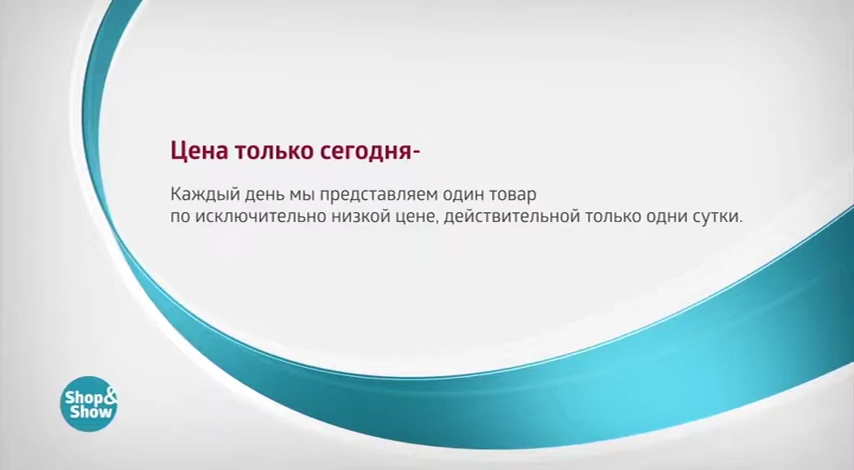 Цена только сегодня-
Каждый день мы представляем один товар
по исключительно низкой цене, действительной только одни сутки.
Shop&
Show